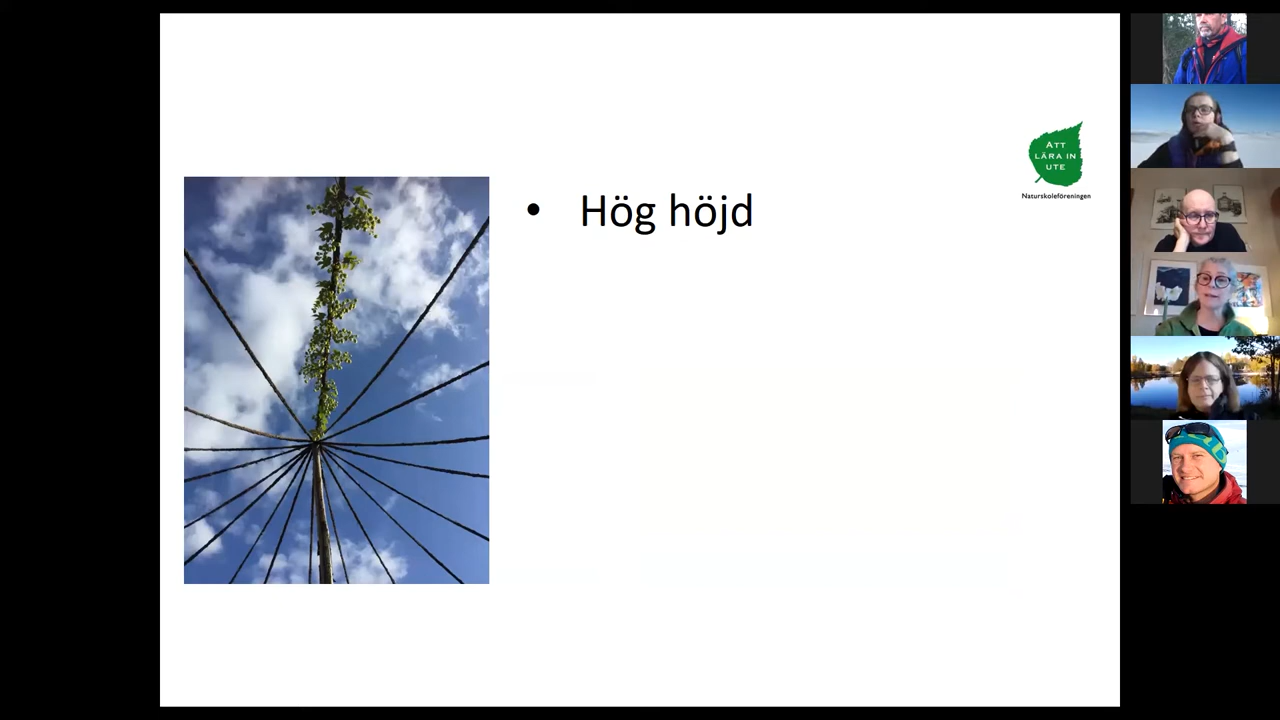 • Hög höjd
ATT
LÄRA IN
UTE
Naturskoleföreningen